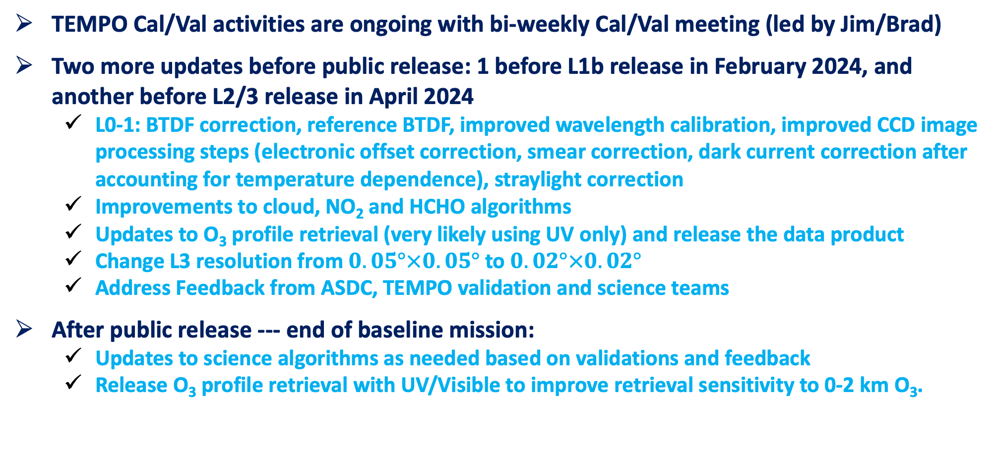 ➢ TEMPO Cal/Val activities are ongoing with bi-weekly Cal/Val meeting (led by Jim/Brad)
➢ Two more updates before public release: 1 before L1b release in February 2024, and
another before L2/3 release in April 2024
✓ L0-1: BTDF correction, reference BTDF, improved wavelength calibration, improved CCD image
processing steps (electronic offset correction, smear correction, dark current correction after
accounting for temperature dependence), straylight correction
✓ Improvements to cloud, NO₂ and HCHO algorithms
✓ Updates to O₃ profile retrieval (very likely using UV only) and release the data product
✓ Change L3 resolution from 0.05°×0.05° to 0.02°×0.02°
✓ Address Feedback from ASDC, TEMPO validation and science teams
➢ After public release --- end of baseline mission:
✓ Updates to science algorithms as needed based on validations and feedback
✓ Release O₃ profile retrieval with UV/Visible to improve retrieval sensitivity to 0-2 km O₃.